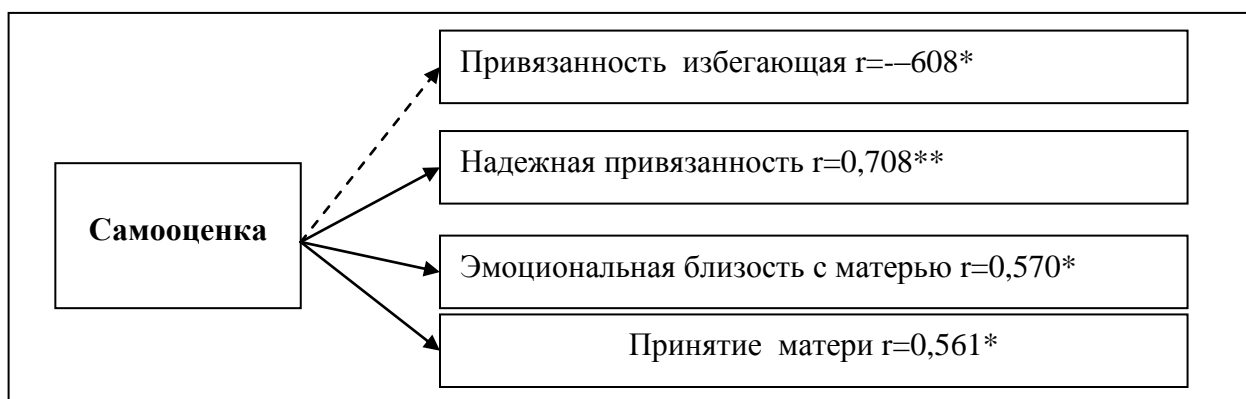 Привязанность избегающая r=-–608*
Надежная привязанность r=0,708**
Самооценка
Эмоциональная близость с матерью r=0,570*
Принятие матери r=0,561*